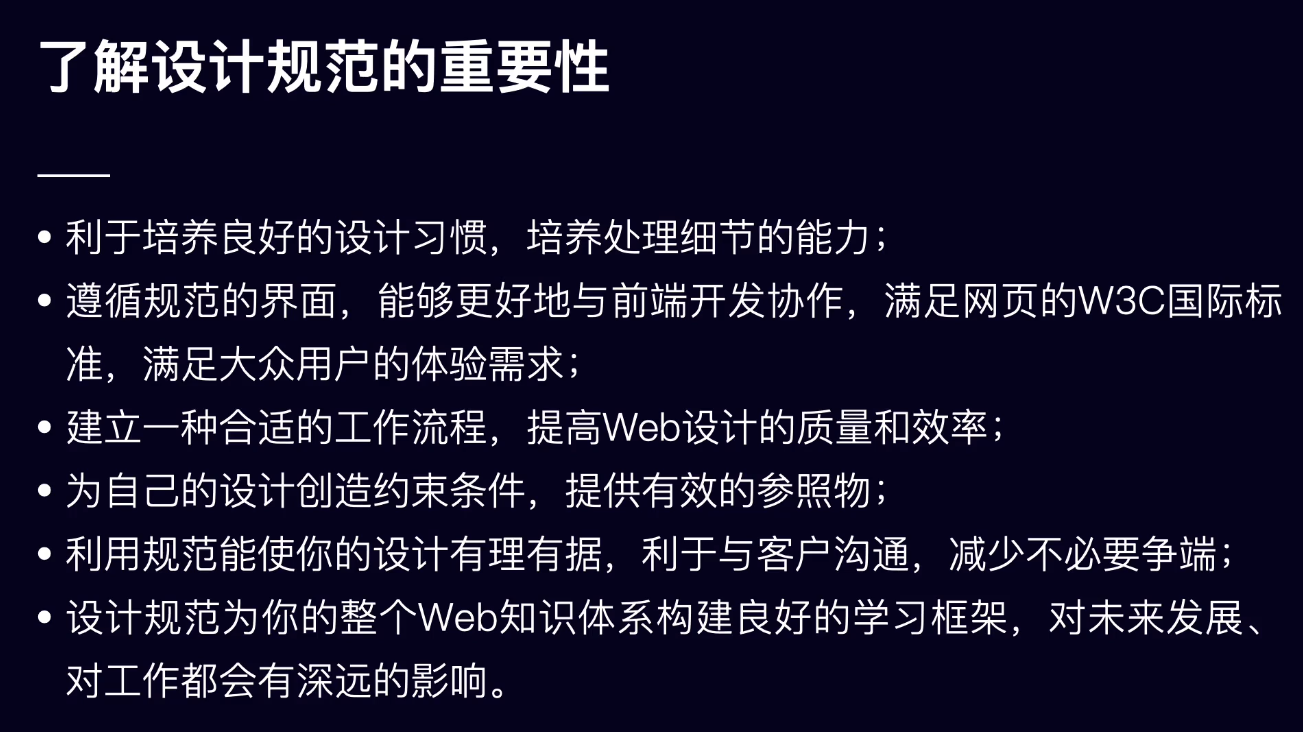 了解设计规范的重要性
• 利于培养良好的设计习惯，培养处理细节的能力；
• 遵循规范的界面，能够更好地与前端开发协作，满足网页的W3C国际标
准，满足大众用户的体验需求；
• 建立一种合适的工作流程，提高Web设计的质量和效率；
• 为自己的设计创造约束条件，提供有效的参照物；
• 利用规范能使你的设计有理有据，利于与客户沟通，减少不必要争端；
• 设计规范为你的整个Web知识体系构建良好的学习框架，对未来发展、
对工作都会有深远的影响。